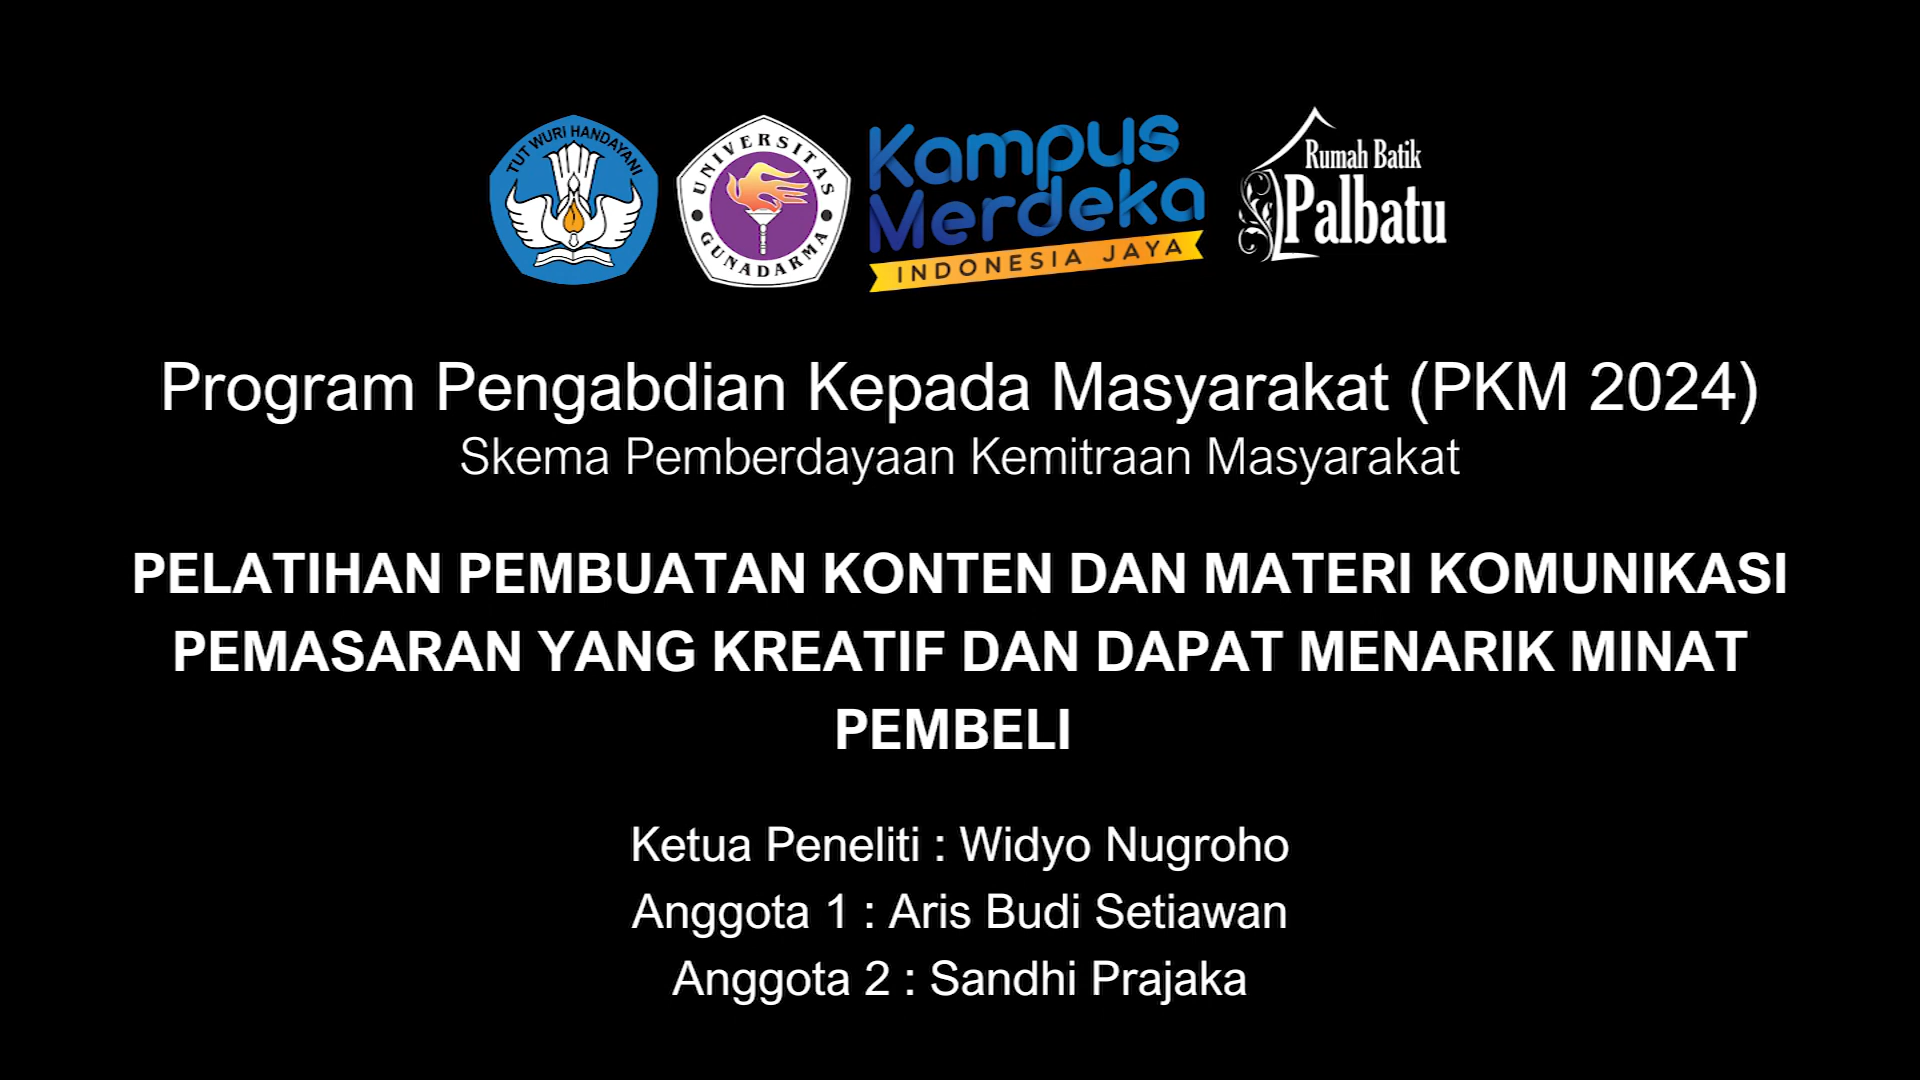 TUT WURI HANDAYANI
UNIVERSITAS GUNADARMA
Kampus
Merdeka
INDONESIA JAYA
Rumah Batik
Palbatu
Program Pengabdian Kepada Masyarakat (PKM 2024)
Skema Pemberdayaan Kemitraan Masyarakat
PELATIHAN PEMBUATAN KONTEN DAN MATERI KOMUNIKASI
PEMASARAN YANG KREATIF DAN DAPAT MENARIK MINAT
PEMBELI
Ketua Peneliti : Widyo Nugroho
Anggota 1 : Aris Budi Setiawan
Anggota 2 : Sandhi Prajaka